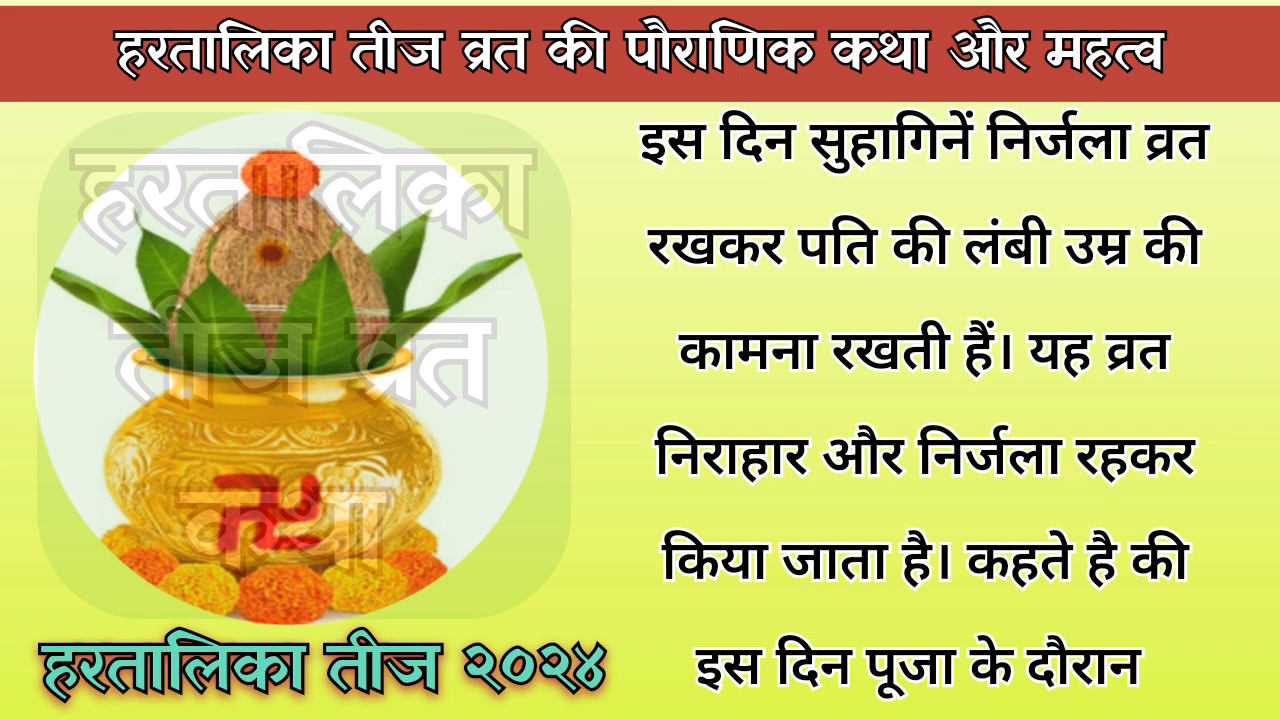 हरतालिका तीज व्रत की पौराणिक कथा और महत्व
हरतालिका
तीज व्रत
कथा
हरतालिका तीज २०२४
इस दिन सुहागिनें निर्जला व्रत
रखकर पति की लंबी उम्र की
कामना रखती हैं। यह व्रत
निराहार और निर्जला रहकर
किया जाता है। कहते है की
इस दिन पूजा के दौरान